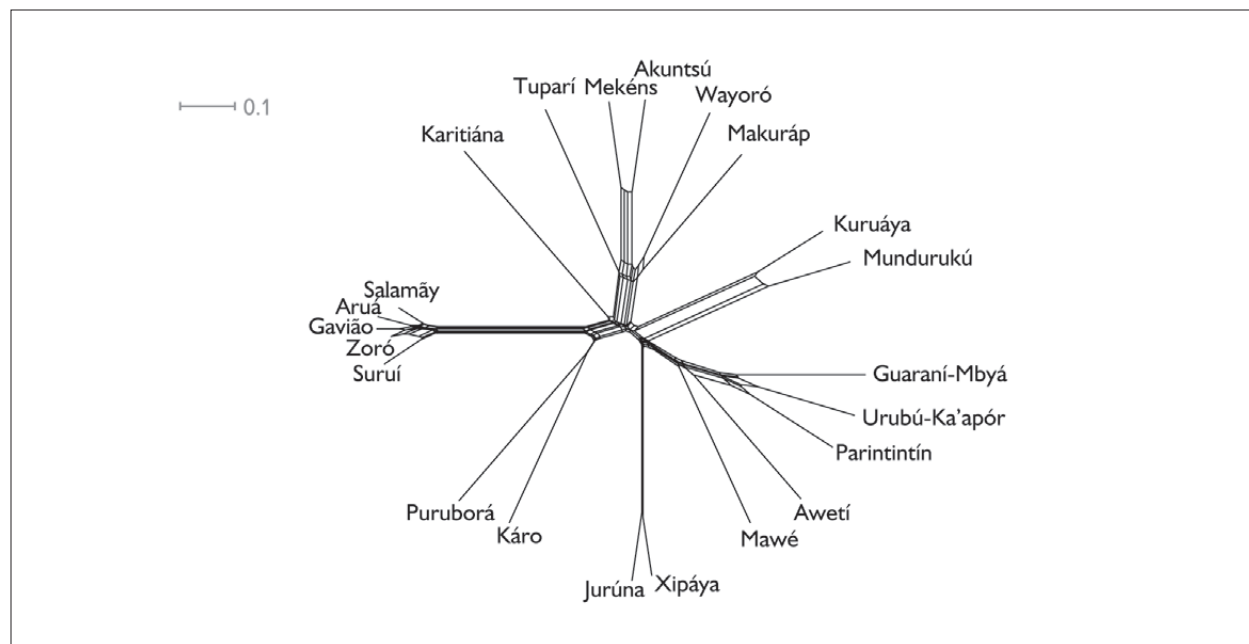 Akuntsú
Tuparí
Mekéns
Wayoró
0.1
Karitiána
Makuráp
Kuruáya
Mundurukú
Salamãy
Aruá
Gavião
Zoró
Suruí
Guaraní-Mbyá
Urubú-Ka'apór
Parintintín
Puruborá
Awetí
Káro
Mawé
Jurúna
Xipáya